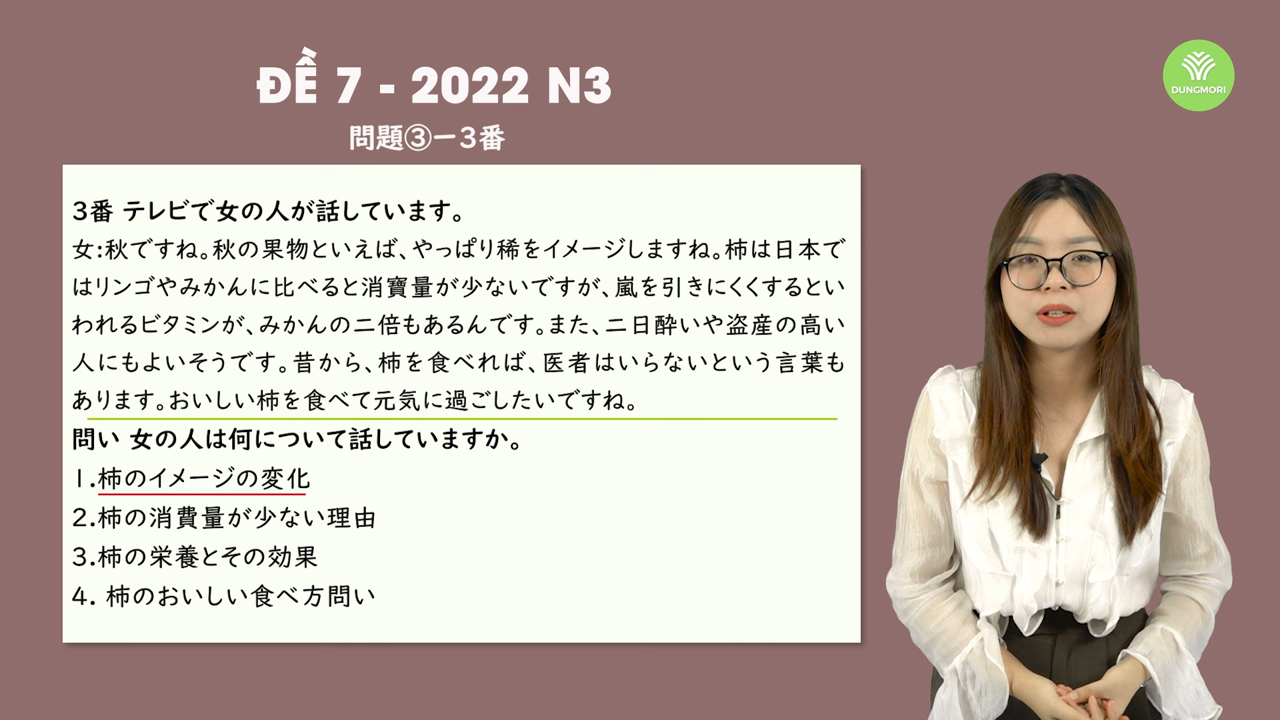 ĐỀ 7 - 2022 N3
DUNGMORI
問題③ー3番
3番 テレビで女の人が話しています。
女:秋ですね。秋の果物といえば、やっぱり稀をイメージしますね。柿は日本で
はリンゴやみかんに比べると消寶量が少ないですが、嵐を引きにくくするとい
われるビタミンが、みかんの二倍もあるんです。また、二日酔いや盗産の高い
人にもよいそうです。昔から、柿を食べれば、医者はいらないという言葉も
あります。おいしい柿を食べて元気に過ごしたいですね。
問い 女の人は何について話していますか。
1.柿のイメージの変化
2.柿の消費量が少ない理由
3.柿の栄養とその効果
4. 柿のおいしい食べ方問い